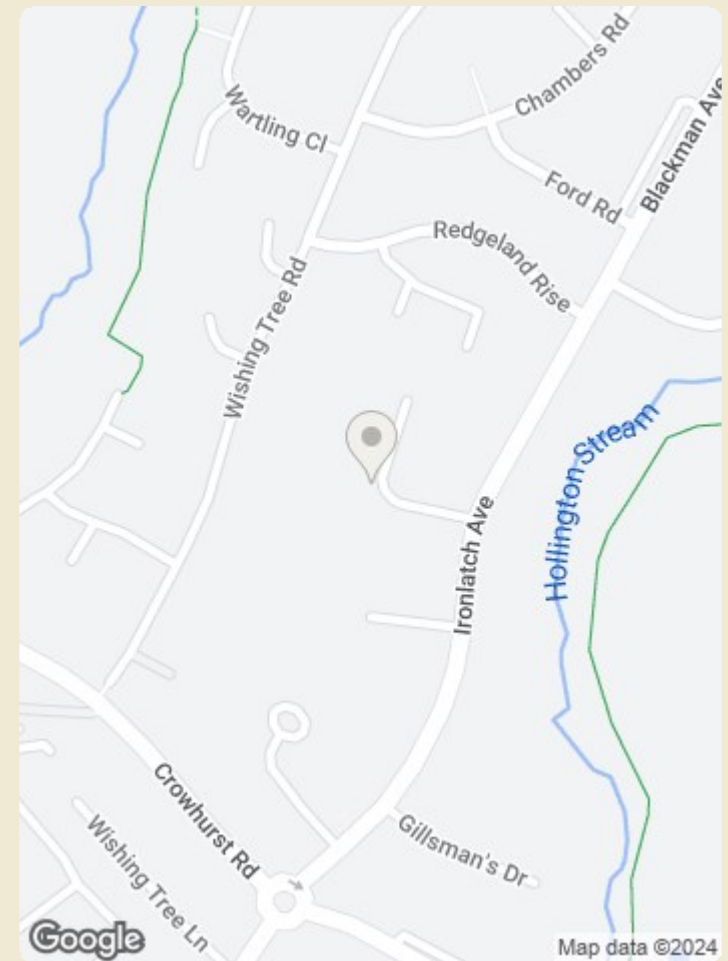 Chambers Rd
Wartling Cl
Blackman Ave
Ford Rd
Redgeland Rise
Wishing Tree Rd
Hollington Stream
Ironlatch Ave
Crowhurst Rd
Gillsman's Dr
Wishing Tree Ln
Google
Map data ©2024